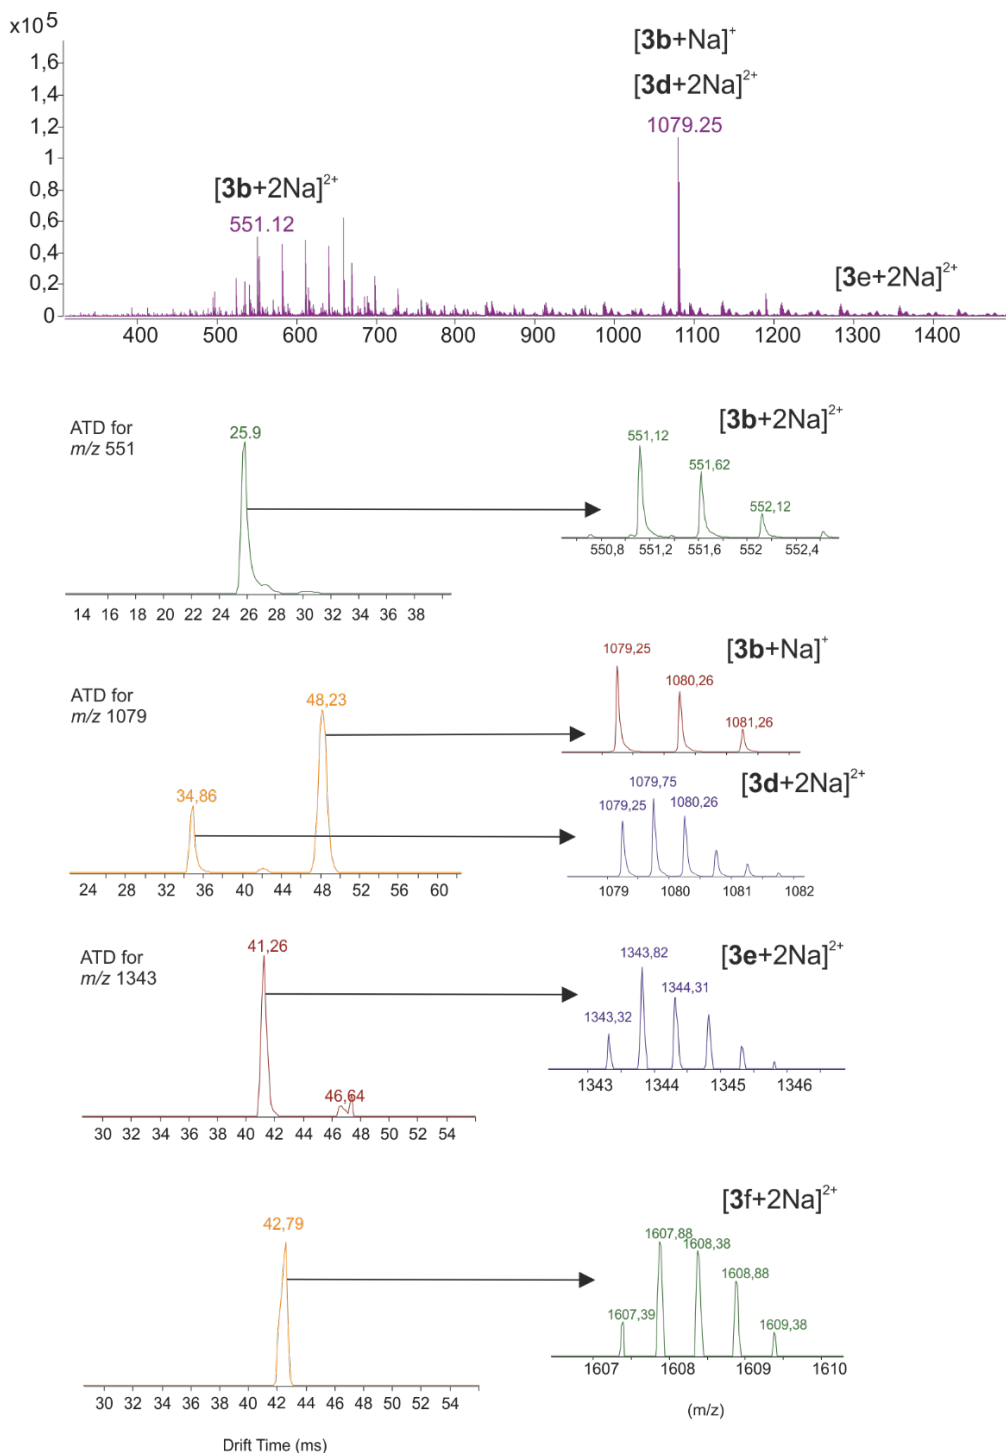 x10⁵
[3b+Na]⁺
[3d+2Na]²⁺
1079.25
[3b+2Na]²⁺
551.12
[3e+2Na]²⁺
1,6
1,4
1,2
1
0,8
0,6
0,4
0,2
0
400 500 600 700 800 900 1000 1100 1200 1300 1400
ATD for
m/z 551
25.9
14 16 18 20 22 24 26 28 30 32 34 36 38
[3b+2Na]²⁺
551,12
551,62
552,12
550,8 551,2 551,6 552 552,4
ATD for
m/z 1079
48,23
34,86
24 28 32 36 40 44 48 52 56 60
[3b+Na]⁺
1079,25
1080,26
1081,26
[3d+2Na]²⁺
1079,75
1079,25
1080,26
1079 1080 1081 1082
ATD for
m/z 1343
41,26
46,64
30 32 34 36 38 40 42 44 46 48 50 52 54
[3e+2Na]²⁺
1343,82
1344,31
1343,32
1343 1344 1345 1346
42,79
30 32 34 36 38 40 42 44 46 48 50 52 54
Drift Time (ms)
[3f+2Na]²⁺
1607,88
1608,38
1608,88
1607,39
1609,38
1607 1608 1609 1610
(m/z)